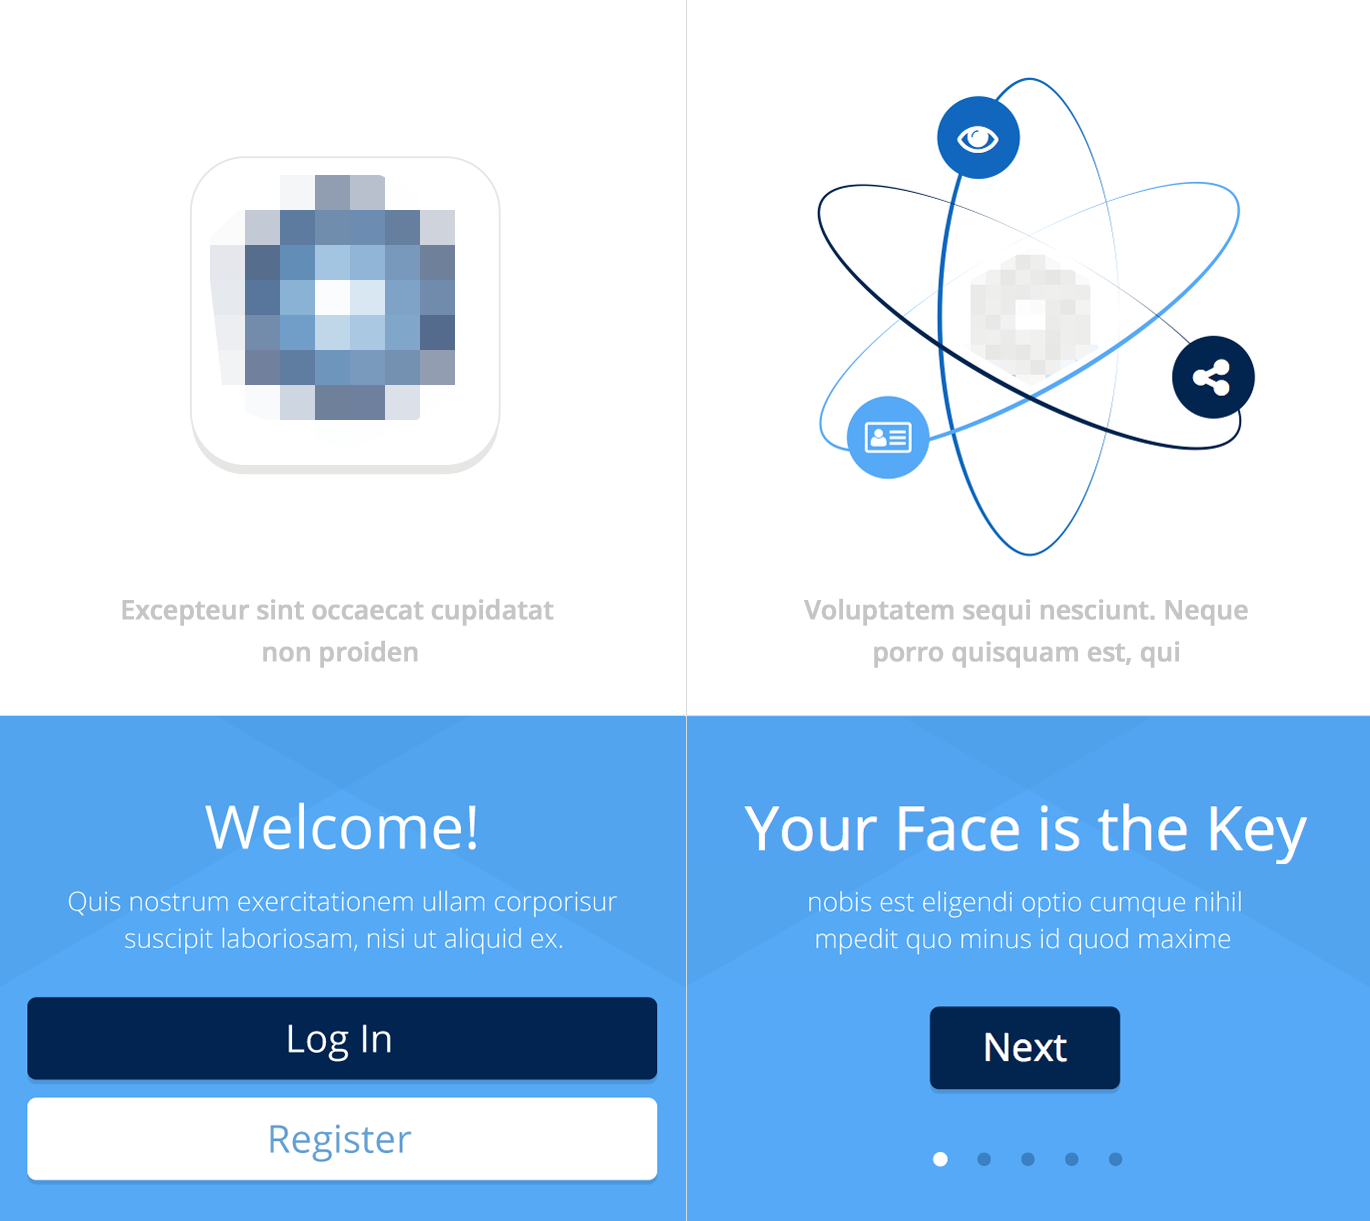 Excepteur sint occaecat cupidatat
non proiden
Welcome!
Quis nostrum exercitationem ullam corporisur
suscipit laboriosam, nisi ut aliquid ex.
Log In
Register
Voluptatem sequi nesciunt. Neque
porro quisquam est, qui
Your Face is the Key
nobis est eligendi optio cumque nihil
mpedit quo minus id quod maxime
Next